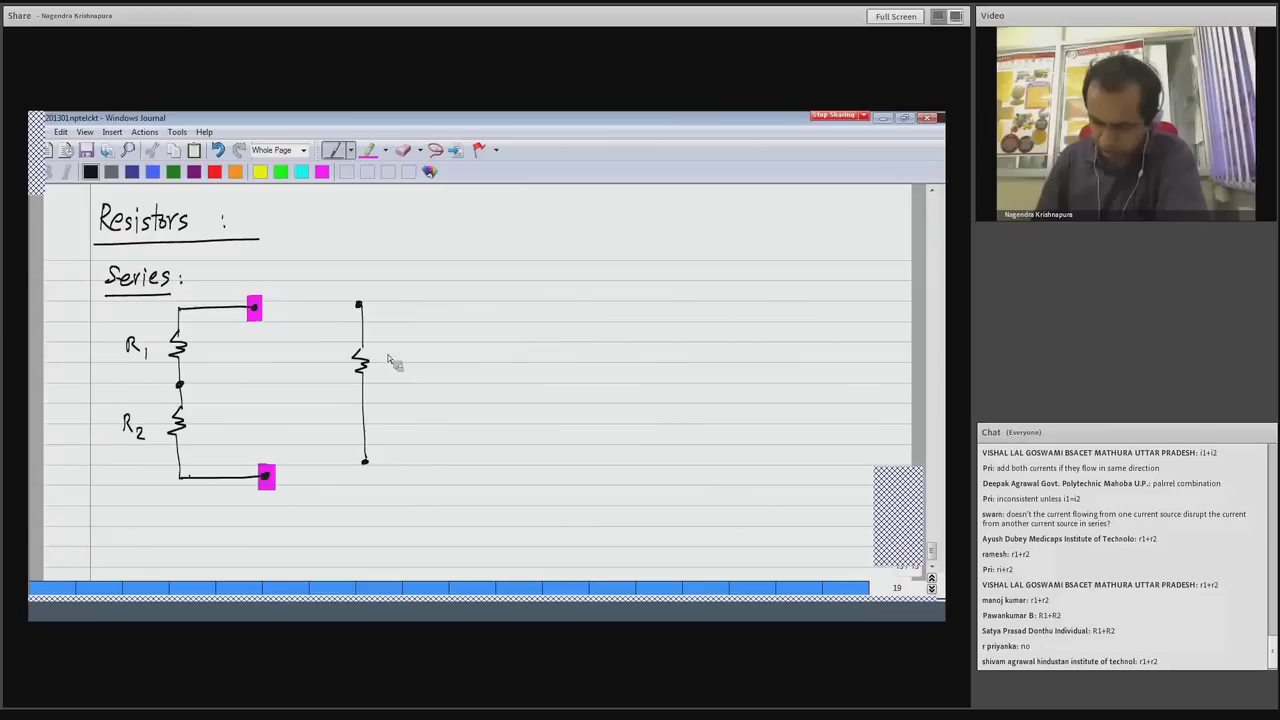 Share - Nagendra Krishnapura
Full Screen
Video
201301nptelckt - Windows Journal
Stop Sharing
Edit View Insert Actions Tools Help
Whole Page
Resistors :
Series:
R1
R2
19
Nagendra Krishnapura
Chat (Everyone)
VISHAL LAL GOSWAMI BSACET MATHURA UTTAR PRADESH: i1+i2
Pri: add both currents if they flow in same direction
Deepak Agrawal Govt. Polytechnic Mahoba U.P.: palrrel combination
Pri: inconsistent unless i1=i2
swarn: doesn't the current flowing from one current source disrupt the current
from another current source in series?
Ayush Dubey Medicaps Institute of Technolo: r1+r2
ramesh: r1+r2
Pri: ri+r2
VISHAL LAL GOSWAMI BSACET MATHURA UTTAR PRADESH: r1+r2
manoj kumar: r1+r2
Pawankumar B: R1+R2
Satya Prasad Donthu Individual: R1+R2
r priyanka: no
shivam agrawal hindustan institute of technol: r1+r2